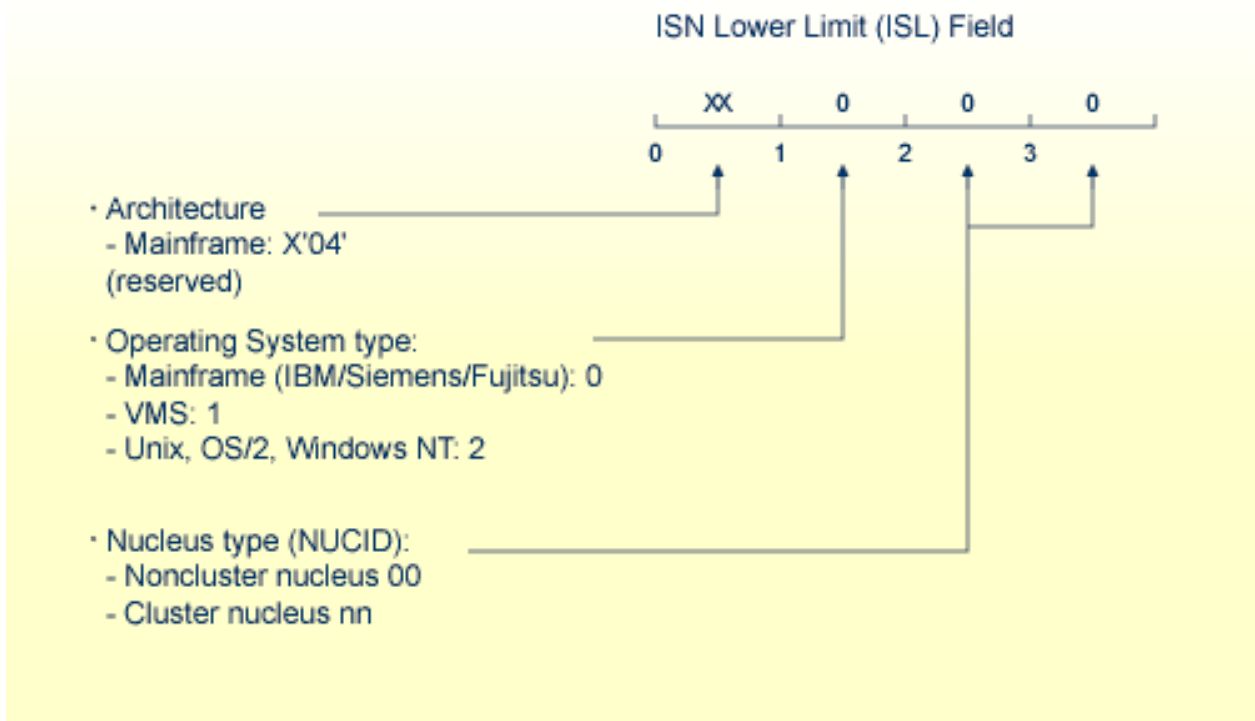 ISN Lower Limit (ISL) Field
XX 0 0 0
0 1 2 3
· Architecture
- Mainframe: X'04'
(reserved)
· Operating System type:
- Mainframe (IBM/Siemens/Fujitsu): 0
- VMS: 1
- Unix, OS/2, Windows NT: 2
· Nucleus type (NUCID):
- Noncluster nucleus 00
- Cluster nucleus nn